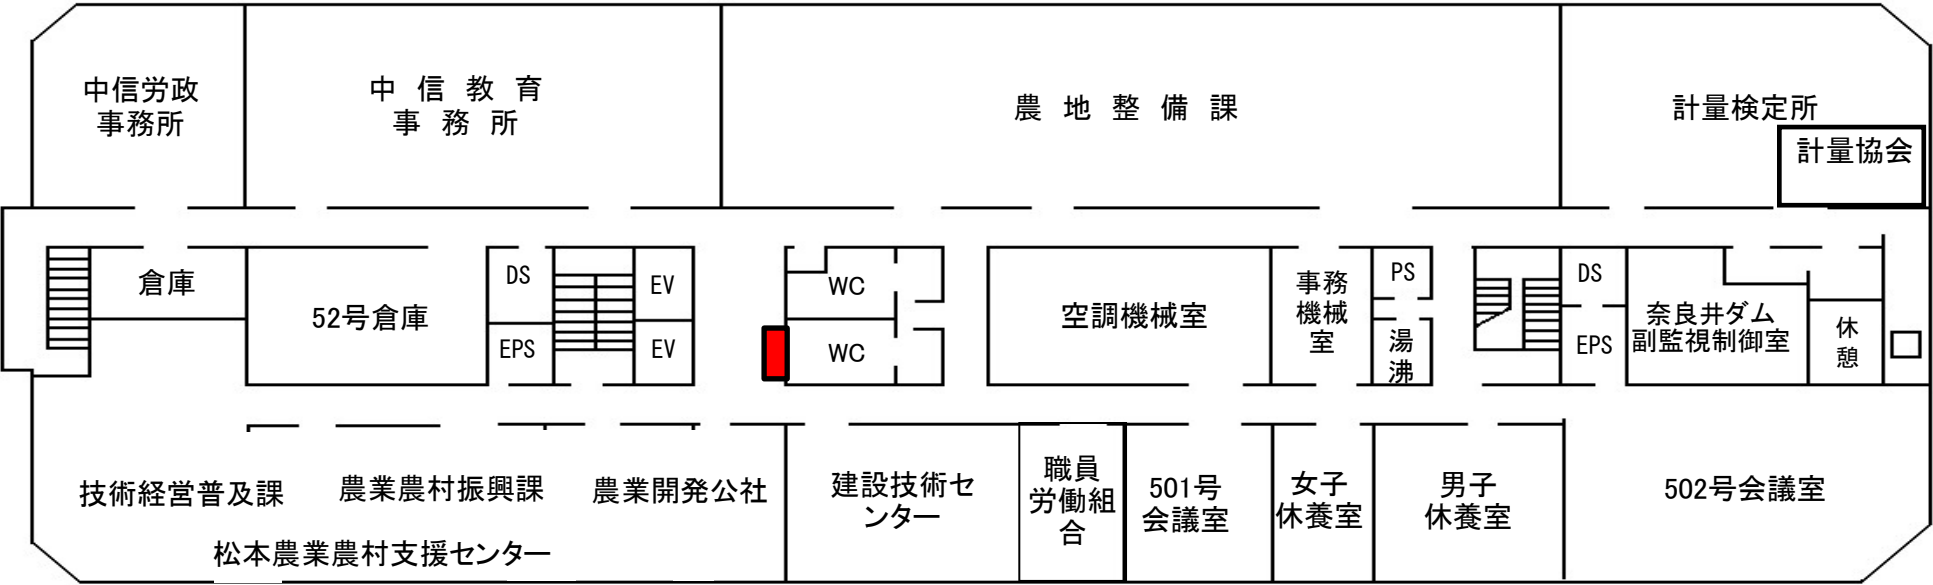 中信労政
事務所
中信教育
事務所
農地整備課
計量検定所
計量協会
倉庫
52号倉庫
DS
EPS
EV
EV
WC
WC
空調機械室
事務
機械
室
PS
湯
沸
DS
EPS
奈良井ダム
副監視制御室
休
憩
技術経営普及課
農業農村振興課
農業開発公社
松本農業農村支援センター
建設技術セ
ンター
職員
労働組
合
501号
会議室
女子
休養室
男子
休養室
502号会議室